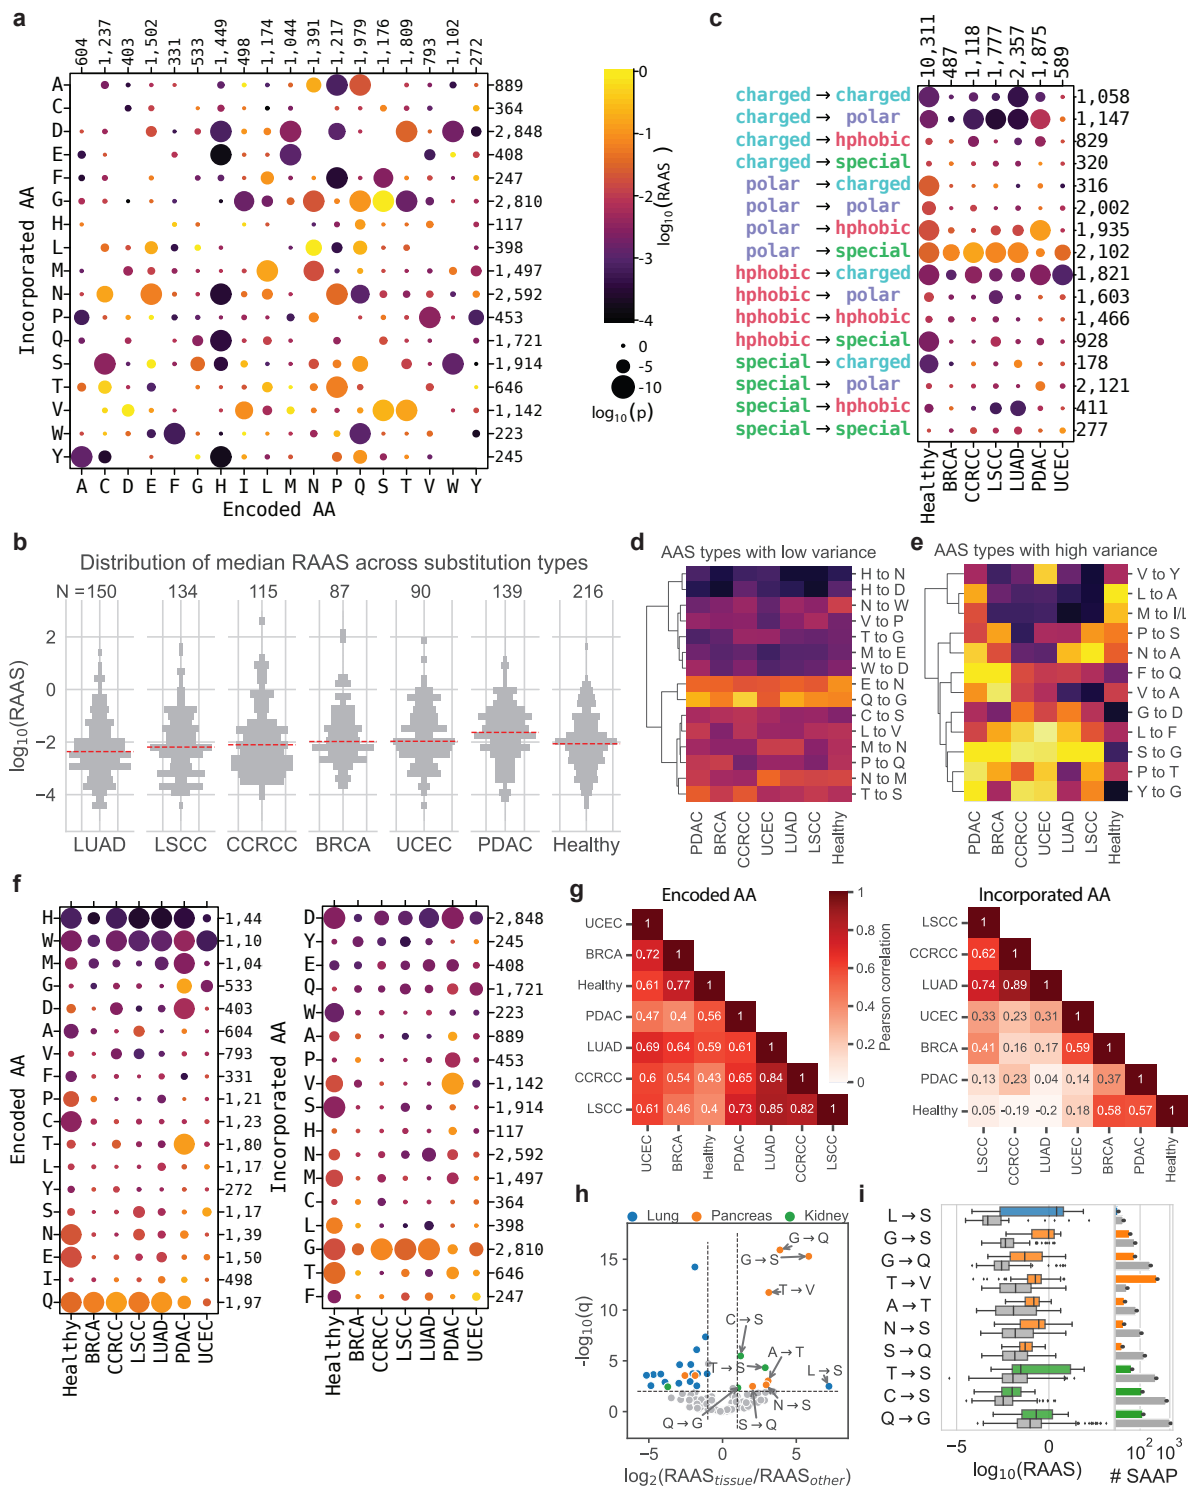 a
604
1,237
403
1,502
331
533
1,449
498
1,174
1,044
1,391
1,217
1,979
1,176
1,809
793
1,102
272
Incorporated AA
A 889
C 364
D 2,848
E 408
F 247
G 2,810
H 117
L 398
M 1,497
N 2,592
P 453
Q 1,721
S 1,914
T 646
V 1,142
W 223
Y 245
A C D E F G H I L M N P Q S T V W Y
Encoded AA
0
-1
-2
-3
-4
log10(RAAS)
0
-5
-10
log10(p)
c
10,311
487
1,118
1,777
2,357
1,875
589
charged → charged 1,058
charged → polar 1,147
charged → hphobic 829
charged → special 320
polar → charged 316
polar → polar 2,002
polar → hphobic 1,935
polar → special 2,102
hphobic → charged 1,821
hphobic → polar 1,603
hphobic → hphobic 1,466
hphobic → special 928
special → charged 178
special → polar 2,121
special → hphobic 411
special → special 277
Healthy
BRCA
CCRCC
LSCC
LUAD
PDAC
UCEC
b
Distribution of median RAAS across substitution types
N = 150 134 115 87 90 139 216
log10(RAAS)
2
0
−2
−4
LUAD LSCC CCRCC BRCA UCEC PDAC Healthy
d
AAS types with low variance
H to N
H to D
N to W
V to P
T to G
M to E
W to D
E to N
Q to G
C to S
L to V
M to N
P to Q
N to M
T to S
PDAC
BRCA
CCRCC
UCEC
LUAD
LSCC
Healthy
e
AAS types with high variance
V to Y
L to A
M to I/L
P to S
N to A
F to Q
V to A
G to D
L to F
S to G
P to T
Y to G
PDAC
BRCA
CCRCC
UCEC
LUAD
LSCC
Healthy
f
Encoded AA
H 1,44
W 1,10
M 1,04
G 533
D 403
A 604
V 793
F 331
P 1,21
C 1,23
T 1,80
L 1,17
Y 272
S 1,17
N 1,39
E 1,50
I 498
Q 1,97
Healthy
BRCA
CCRCC
LSCC
LUAD
PDAC
UCEC
Incorporated AA
D 2,848
Y 245
E 408
Q 1,721
W 223
A 889
P 453
V 1,142
S 1,914
H 117
N 2,592
M 1,497
C 364
L 398
G 2,810
T 646
F 247
Healthy
BRCA
CCRCC
LSCC
LUAD
PDAC
UCEC
g
Encoded AA
UCEC 1
BRCA 0.72 1
Healthy 0.61 0.77 1
PDAC 0.47 0.4 0.56 1
LUAD 0.69 0.64 0.59 0.61 1
CCRCC 0.6 0.54 0.43 0.65 0.84 1
LSCC 0.61 0.46 0.4 0.73 0.85 0.82 1
UCEC
BRCA
Healthy
PDAC
LUAD
CCRCC
LSCC
1
0.8
0.6
0.4
0.2
0
Pearson correlation
Incorporated AA
LSCC 1
CCRCC 0.62 1
LUAD 0.74 0.89 1
UCEC 0.33 0.23 0.31 1
BRCA 0.41 0.16 0.17 0.59 1
PDAC 0.13 0.23 0.04 0.14 0.37 1
Healthy 0.05 -0.19 -0.2 0.18 0.58 0.57 1
LSCC
CCRCC
LUAD
UCEC
BRCA
PDAC
Healthy
h
Lung Pancreas Kidney
-log10(q)
15
10
5
0
G → Q
G → S
T → V
C → S
A → T
T → S
L → S
Q → G
S → Q
N → S
−5 0 5
log2(RAAStissue/RAASother)
i
L → S
G → S
G → Q
T → V
A → T
N → S
S → Q
T → S
C → S
Q → G
−5 0
log10(RAAS)
10² 10³
# SAAP